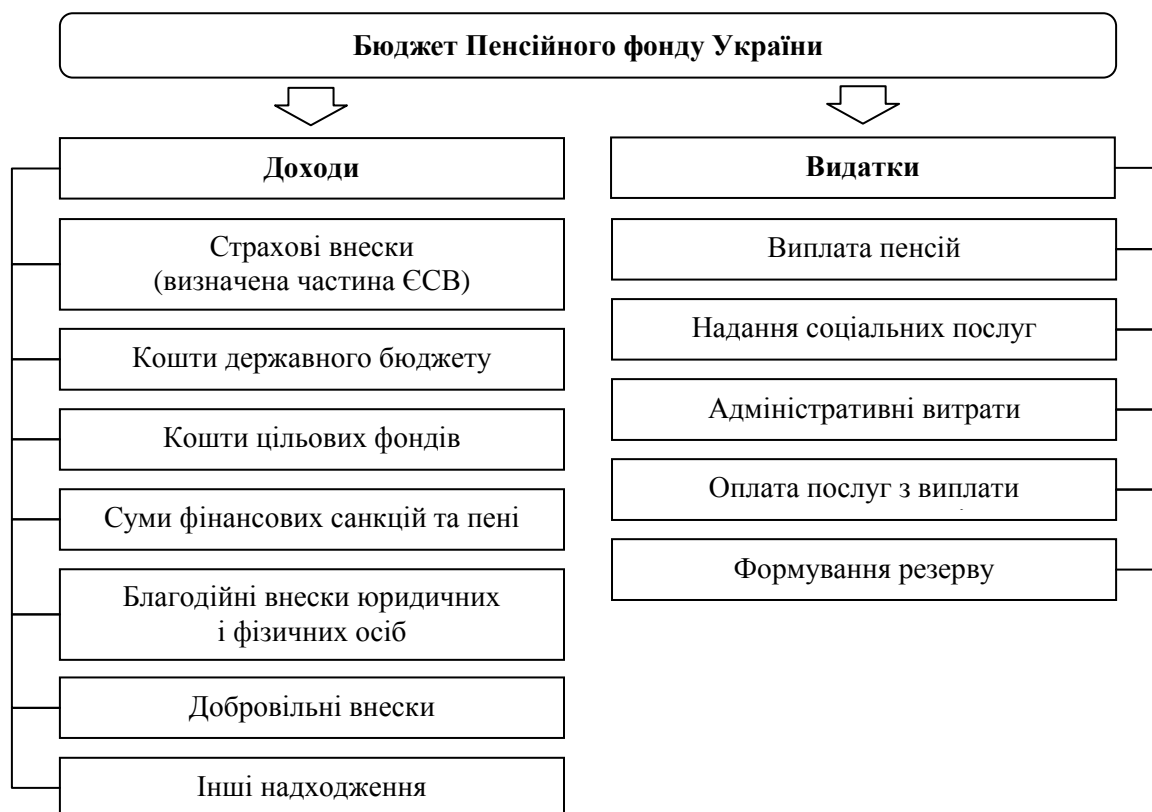 Бюджет Пенсійного фонду України
Доходи
Страхові внески
(визначена частина ЄСВ)
Кошти державного бюджету
Кошти цільових фондів
Суми фінансових санкцій та пені
Благодійні внески юридичних
і фізичних осіб
Добровільні внески
Інші надходження
Видатки
Виплата пенсій
Надання соціальних послуг
Адміністративні витрати
Оплата послуг з виплати
Формування резерву